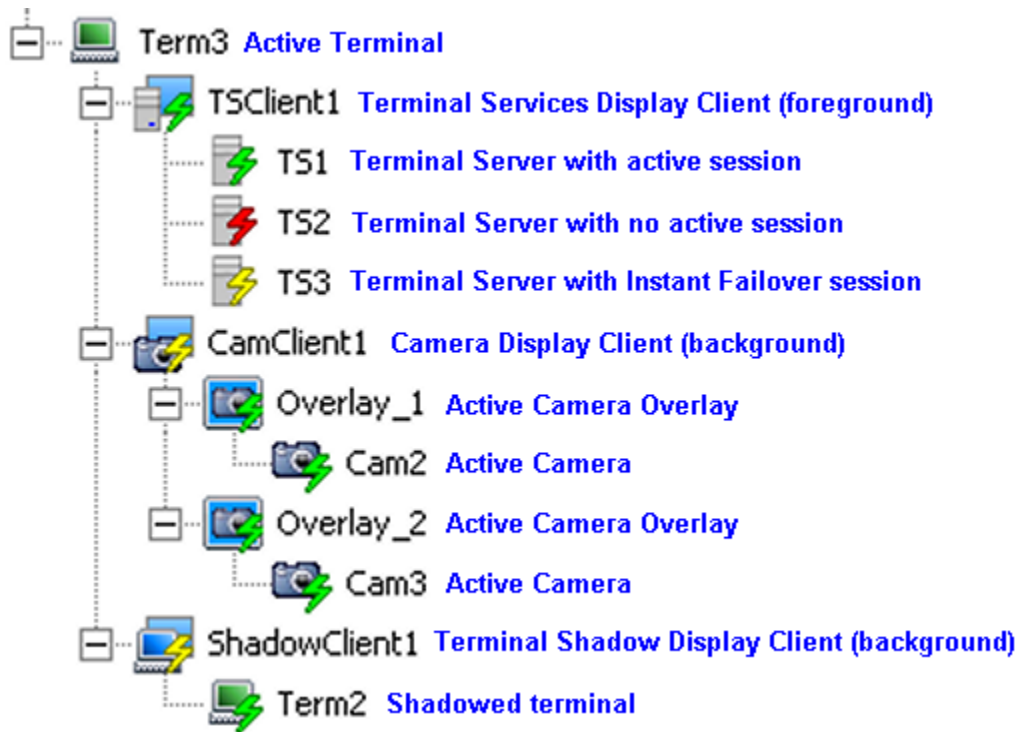 Term3 Active Terminal
TSClient1 Terminal Services Display Client (foreground)
TS1 Terminal Server with active session
TS2 Terminal Server with no active session
TS3 Terminal Server with Instant Failover session
CamClient1 Camera Display Client (background)
Overlay_1 Active Camera Overlay
Cam2 Active Camera
Overlay_2 Active Camera Overlay
Cam3 Active Camera
ShadowClient1 Terminal Shadow Display Client (background)
Term2 Shadowed terminal